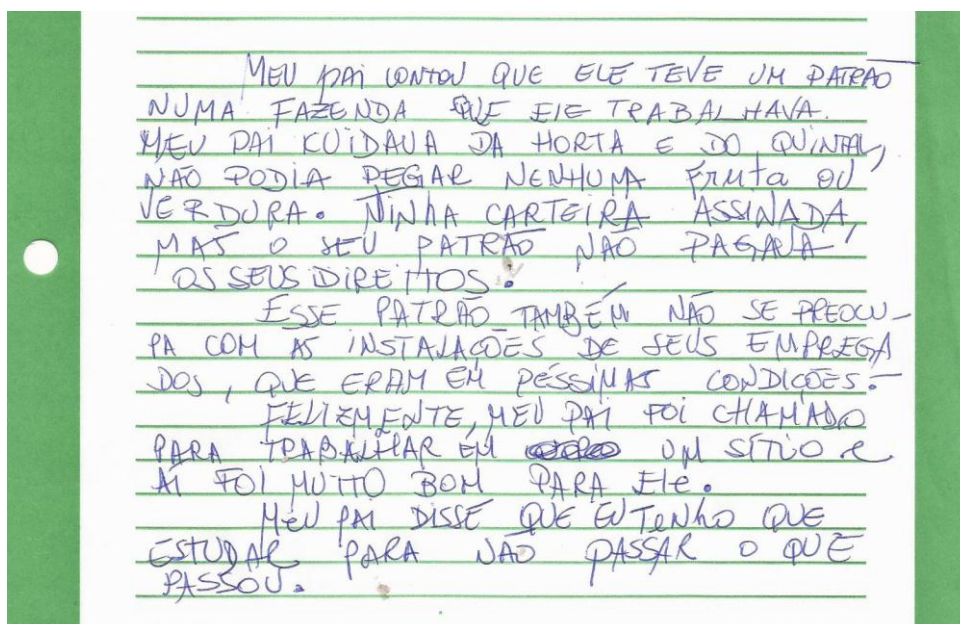 MEU PAI CONTOU QUE ELE TEVE UM PATRÃO
NUMA FAZENDA QUE ELE TRABALHAVA.
MEU PAI CUIDAVA DA HORTA E DO QUINTAL,
NÃO PODIA PEGAR NENHUMA FRUTA OU
VERDURA. TINHA CARTEIRA ASSINADA,
MAS O SEU PATRÃO NÃO PAGAVA
OS SEUS DIREITOS.
ESSE PATRÃO TAMBÉM NÃO SE PREOCU-
PA COM AS INSTALAÇÕES DE SEUS EMPREGA
DOS, QUE ERAM EM PÉSSIMAS CONDIÇÕES.
FELIZMENTE, MEU PAI FOI CHAMADO
PARA TRABALHAR EM UM SÍTIO e
AÍ FOI MUITO BOM PARA ELe.
MEU PAI DISSE QUE EU TENhO QUE
ESTUDAR PARA NÃO PASSAR O QUE
PASSOU.